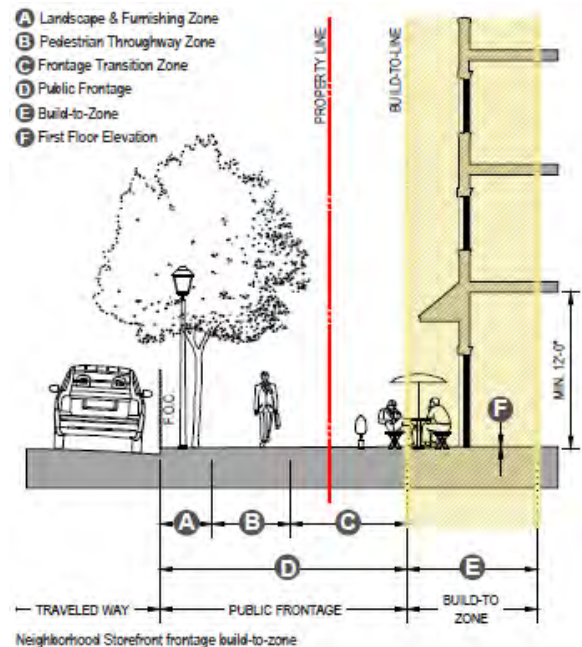 A Landscape & Furnishing Zone
B Pedestrian Throughway Zone
C Frontage Transition Zone
D Public Frontage
E Build-to-Zone
F First Floor Elevation
PROPERTY LINE
BUILD-TO-LINE
MIN. 12'-0"
F.O.C.
F
A
B
C
D
E
TRAVELED WAY
PUBLIC FRONTAGE
BUILD-TO
ZONE
Neighborhood Storefront frontage build-to-zone